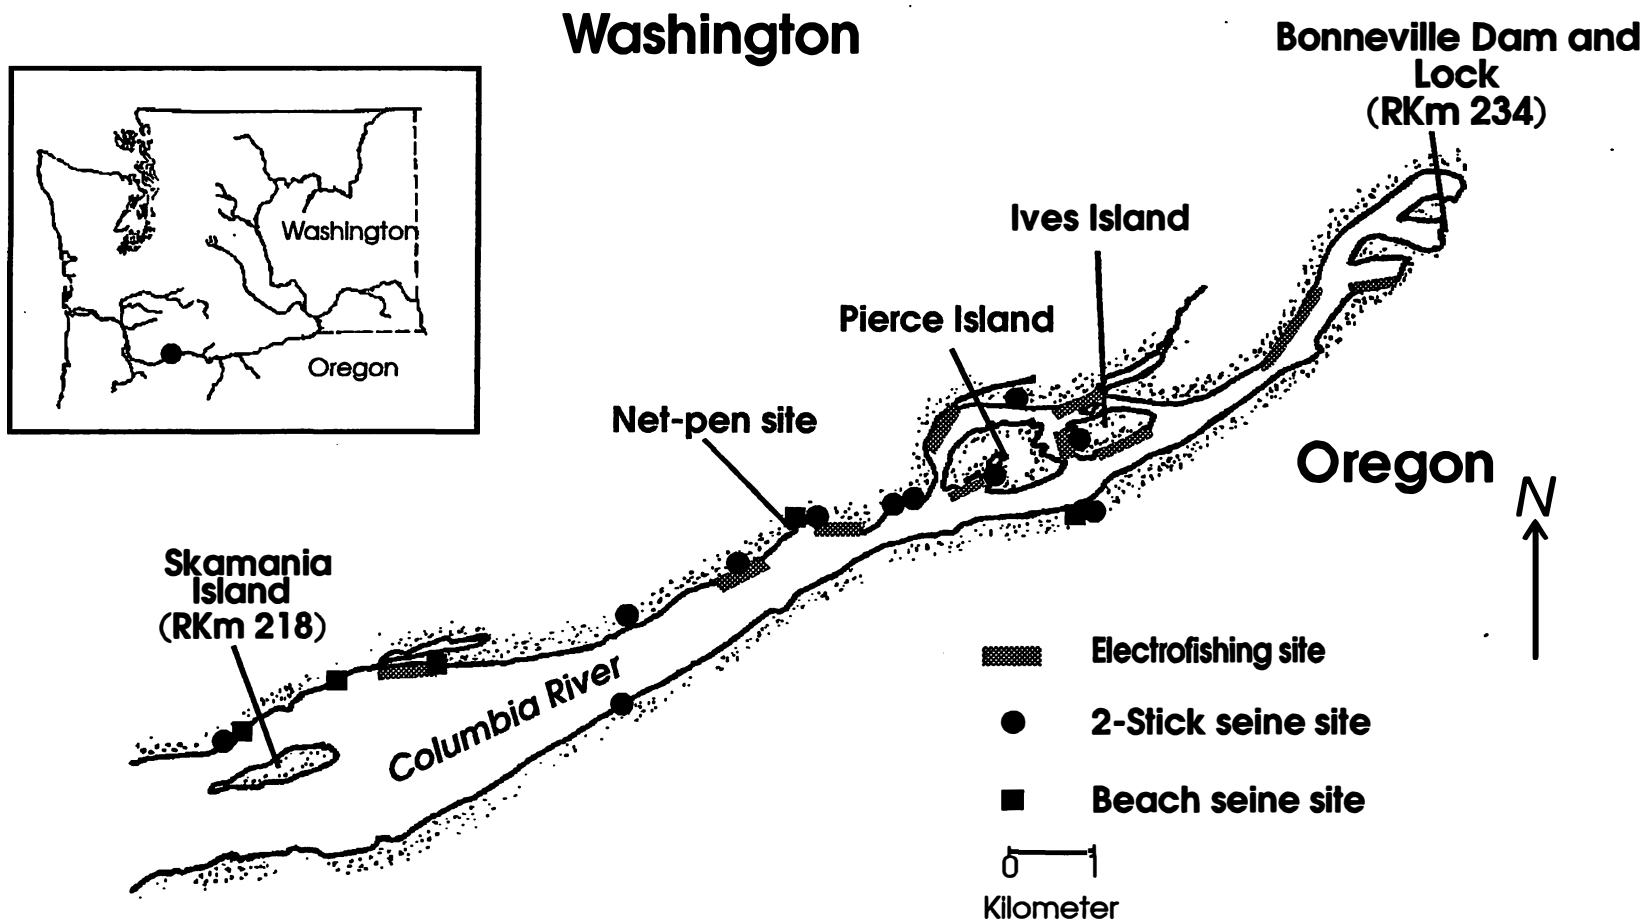 Washington
Bonneville Dam and
Lock
(RKm 234)
Ives Island
Pierce Island
Washington
Oregon
Net-pen site
Oregon
N
Skamania
Island
(RKm 218)
Columbia River
Electrofishing site
2-Stick seine site
Beach seine site
0 1
Kilometer